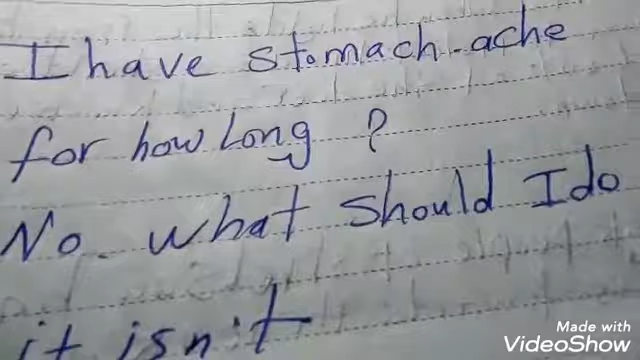 I have stomach ache
for how long ?
No what should I do
it isn't
Made with
VideoShow